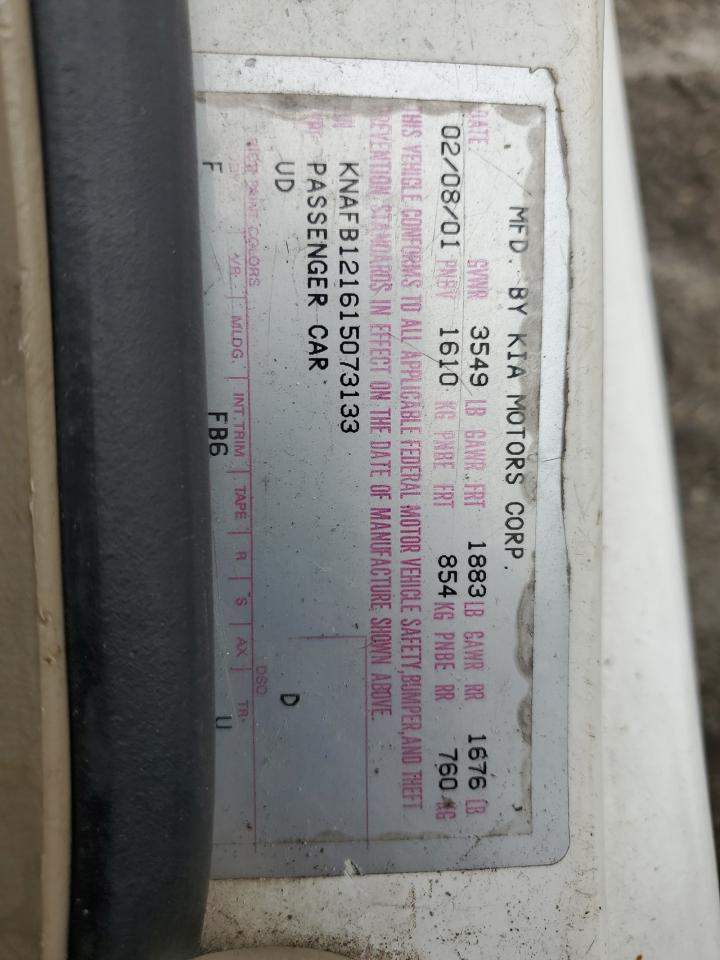 MFD. BY KIA MOTORS CORP.
DATE: GVWR 3549 LB GAWR FRT 1883 LB GAWR RR 1676 LB
02/08/01 PNBV 1610 KG PNBE FRT 854 KG PNBE RR 760 KG
THIS VEHICLE CONFORMS TO ALL APPLICABLE FEDERAL MOTOR VEHICLE SAFETY, BUMPER, AND THEFT
PREVENTION STANDARDS IN EFFECT ON THE DATE OF MANUFACTURE SHOWN ABOVE.
KNAFB121615073133
PASSENGER CAR
UD D
DSO
PAINT COLORS
VR. MLDG. INT. TRIM TAPE R S AX TR
F FB6 U